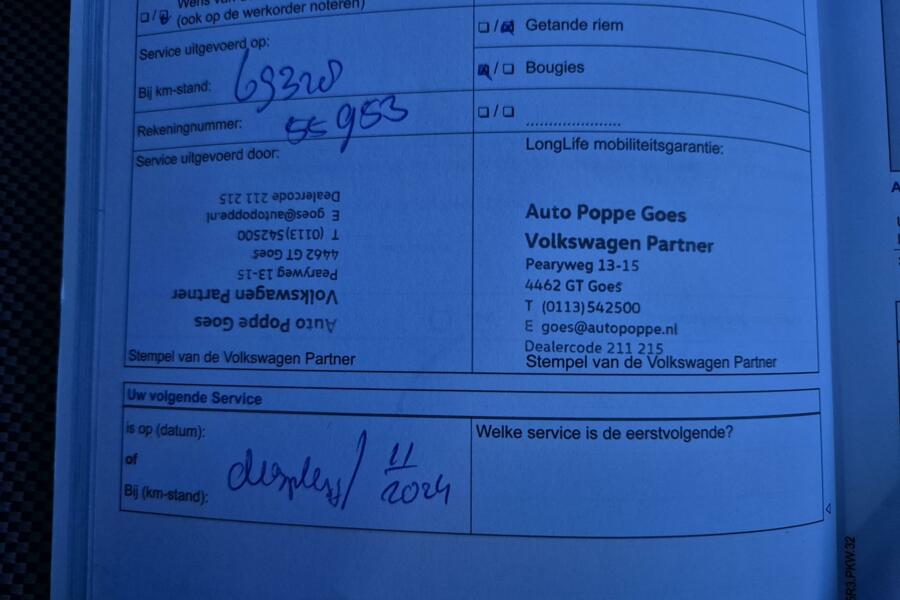 Wens van
(ook op de werkorder noteren)
Service uitgevoerd op:
Bij km-stand: 69328
Rekeningnummer: 55953
Service uitgevoerd door:
Auto Poppe Goes
Volkswagen Partner
Pearyweg 13-15
4462 GT Goes
T (0113)542500
E goes@autopoppe.nl
Dealercode 211 215
Stempel van de Volkswagen Partner
Getande riem
Bougies
.....................
LongLife mobiliteitsgarantie:
Auto Poppe Goes
Volkswagen Partner
Pearyweg 13-15
4462 GT Goes
T (0113)542500
E goes@autopoppe.nl
Dealercode 211 215
Stempel van de Volkswagen Partner
Uw volgende Service
is op (datum):
of
Bij (km-stand):
11
2024
Welke service is de eerstvolgende?